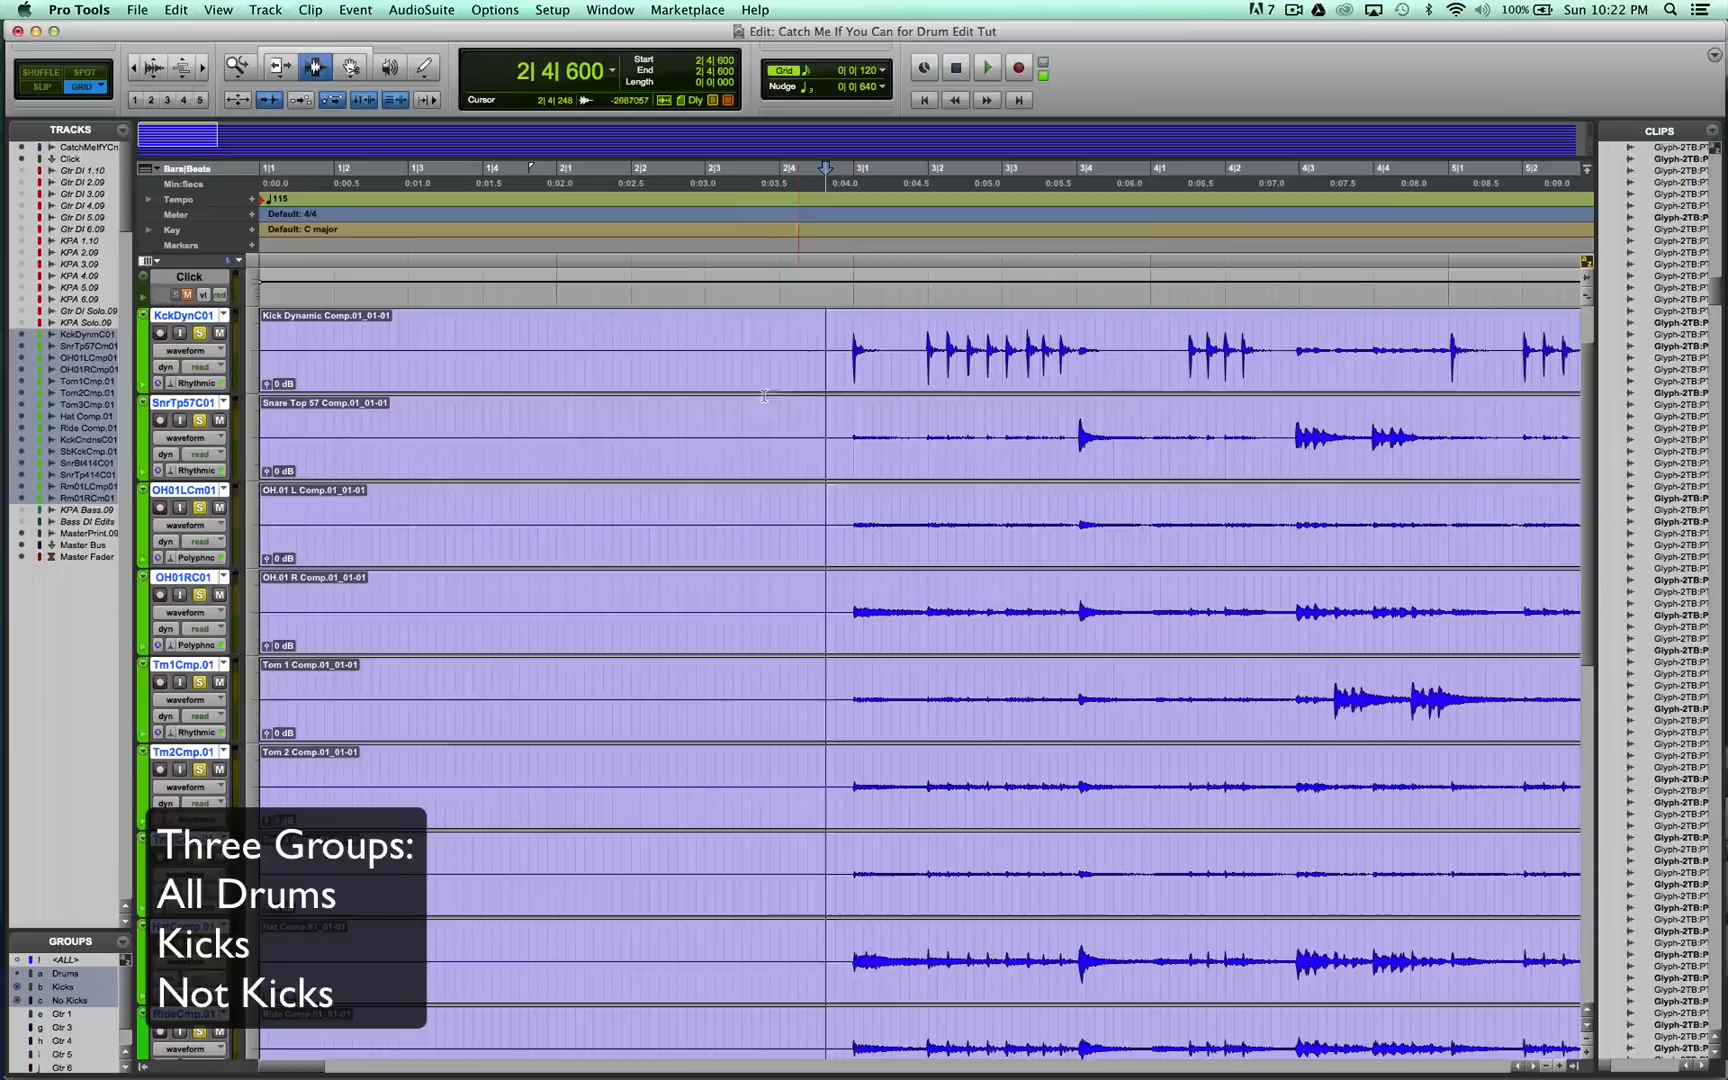 Pro Tools File Edit View Track Clip Event AudioSuite Options Setup Window Marketplace Help
7 100% Sun 10:22 PM
Edit: Catch Me If You Can for Drum Edit Tut
SHUFFLE SPOT
SLIP GRID
1 2 3 4 5
2| 4| 600
Start 2| 4| 600
End 2| 4| 600
Length 0| 0| 000
Cursor 2| 4| 248 -2087057 Dly S M
Grid 0| 0| 120
Nudge 0| 0| 640
TRACKS
CatchMeIfYCn
Click
Gtr DI 1.10
Gtr DI 2.09
Gtr DI 3.09
Gtr DI 4.09
Gtr DI 5.09
Gtr DI 6.09
KPA 1.10
KPA 2.09
KPA 3.09
KPA 4.09
KPA 5.09
KPA 6.09
Gtr DI Solo.09
KPA Solo.09
KckDynmC01
SnrTp57Cm01
OH01LCmp01
OH01RCmp01
Tom1Cmp.01
Tom2Cmp.01
Tom3Cmp.01
Hat Comp.01
Ride Comp.01
KckCndnsC01
SbKckCmp.01
SnrBt414C01
SnrTp414C01
Rm01LCmp01
Rm01RCm01
KPA Bass.09
Bass DI Edits
MasterPrint.09
Master Bus
Master Fader
GROUPS
! <ALL>
a Drums
b Kicks
c No Kicks
e Gtr 1
g Gtr 3
h Gtr 4
i Gtr 5
j Gtr 6
Bars|Beats 1|1 1|2 1|3 1|4 2|1 2|2 2|3 2|4 3|1 3|2 3|3 3|4 4|1 4|2 4|3 4|4 5|1 5|2
Min:Secs 0:00.0 0:00.5 0:01.0 0:01.5 0:02.0 0:02.5 0:03.0 0:03.5 0:04.0 0:04.5 0:05.0 0:05.5 0:06.0 0:06.5 0:07.0 0:07.5 0:08.0 0:08.5 0:09.0
Tempo 115
Meter Default: 4/4
Key Default: C major
Markers
Click
S M vl red
KckDynC01 Kick Dynamic Comp.01_01-01
I S M
waveform
dyn read
Rhythmic 0 dB
SnrTp57C01 Snare Top 57 Comp.01_01-01
I S M
waveform
dyn read
Rhythmic 0 dB
OH01LCm01 OH.01 L Comp.01_01-01
I S M
waveform
dyn read
Polyphnc 0 dB
OH01RC01 OH.01 R Comp.01_01-01
I S M
waveform
dyn read
Polyphnc 0 dB
Tm1Cmp.01 Tom 1 Comp.01_01-01
I S M
waveform
dyn read
Rhythmic 0 dB
Tm2Cmp.01 Tom 2 Comp.01_01-01
I S M
waveform
dyn read
Hat Comp.01_01-01
RideCmp.01 Ride Comp.01_01-01
I S M
waveform
Three Groups:
All Drums
Kicks
Not Kicks
CLIPS
Glyph-2TB:PT